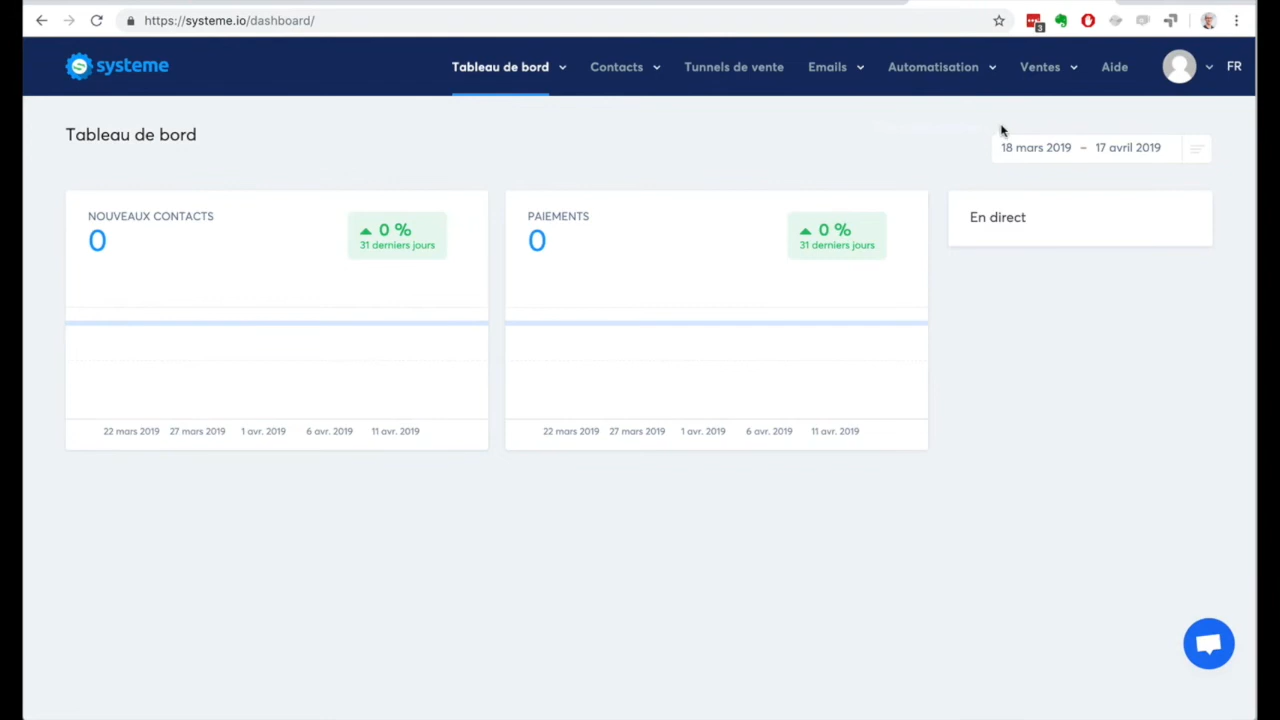 https://systeme.io/dashboard/
3
systeme
Tableau de bord
Contacts
Tunnels de vente
Emails
Automatisation
Ventes
Aide
FR
Tableau de bord
18 mars 2019 – 17 avril 2019
NOUVEAUX CONTACTS
0
0 %
31 derniers jours
22 mars 2019 27 mars 2019 1 avr. 2019 6 avr. 2019 11 avr. 2019
PAIEMENTS
0
0 %
31 derniers jours
22 mars 2019 27 mars 2019 1 avr. 2019 6 avr. 2019 11 avr. 2019
En direct